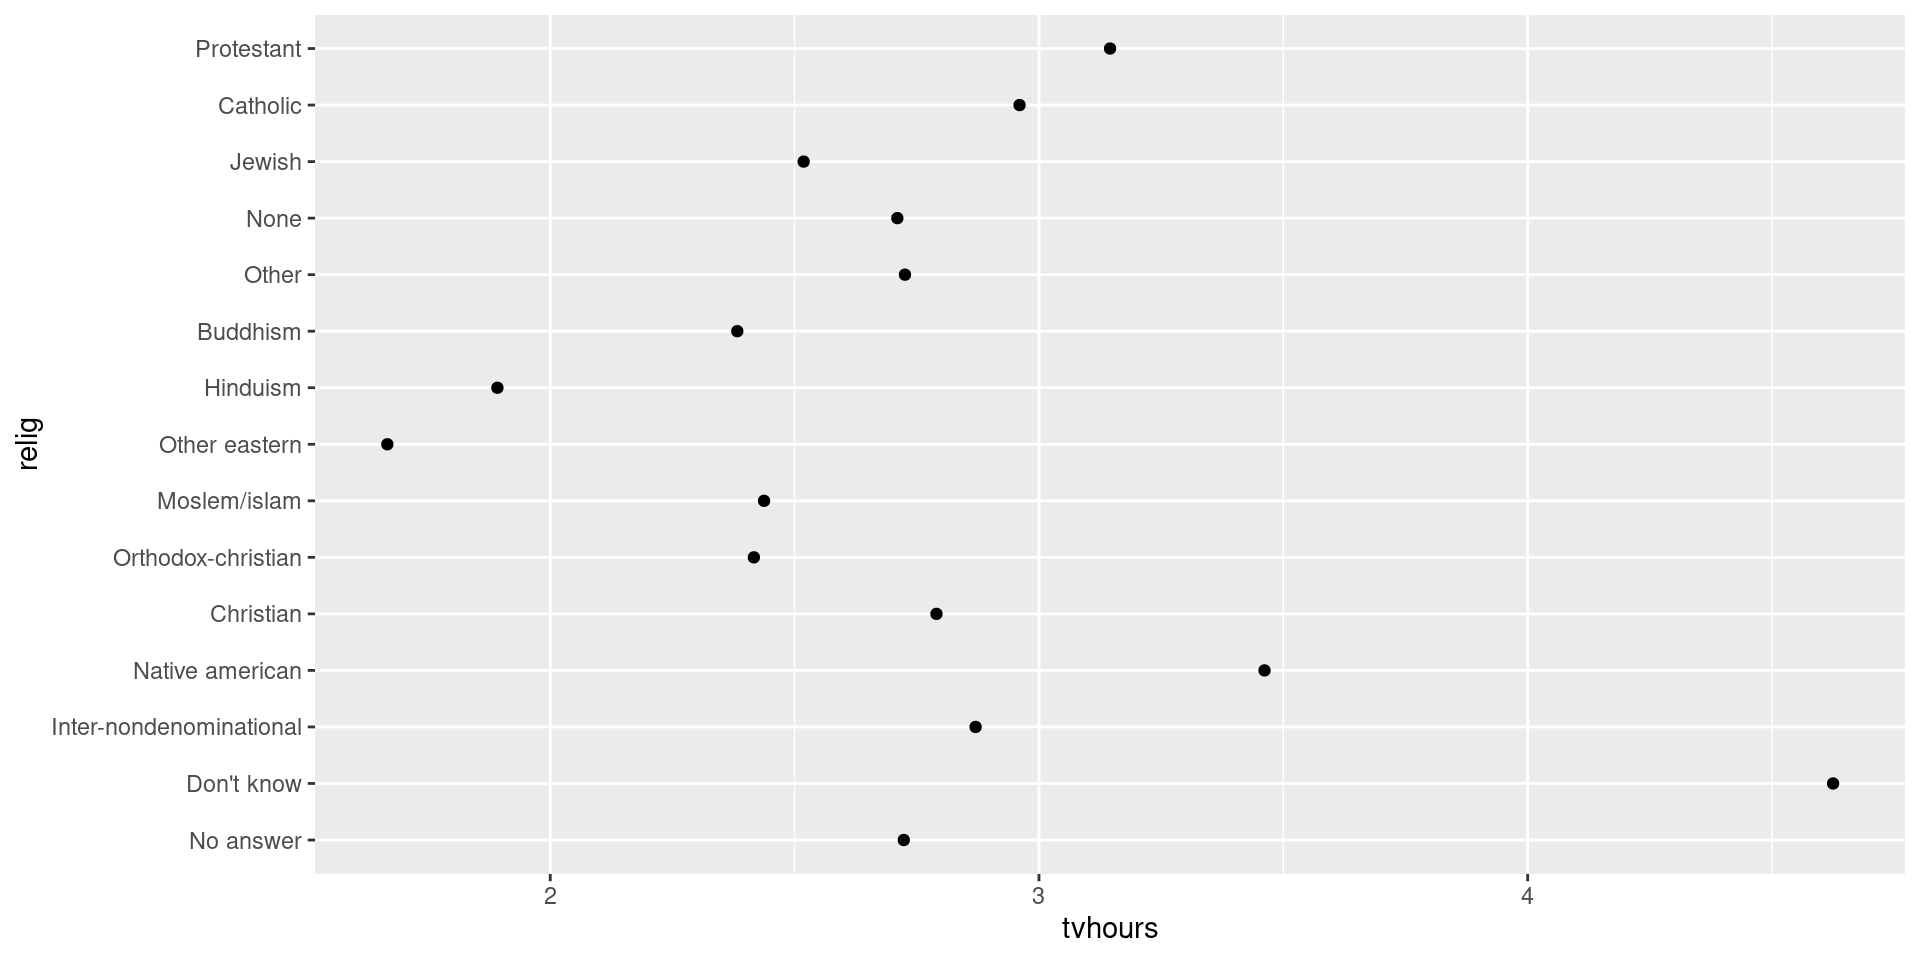 Protestant
Catholic
Jewish
None
Other
Buddhism
Hinduism
Other eastern
Moslem/islam
Orthodox-christian
Christian
Native american
Inter-nondenominational
Don't know
No answer
relig
2 3 4
tvhours